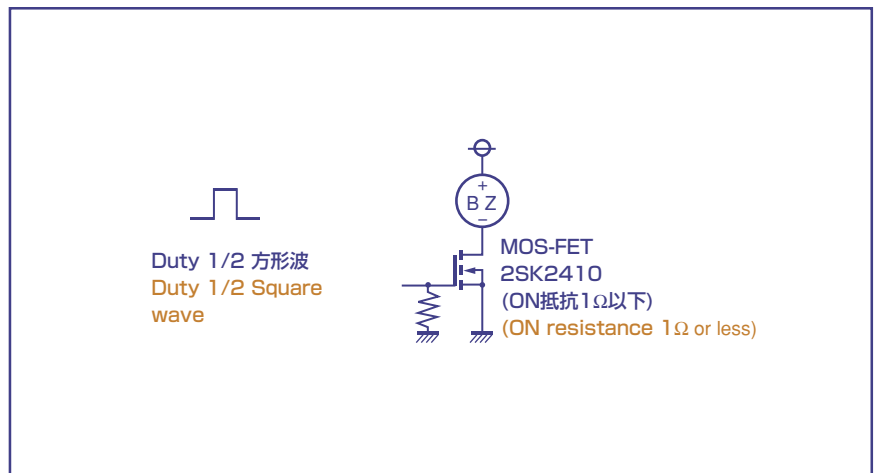 Duty 1/2 方形波
Duty 1/2 Square
wave
+
B Z
−
MOS-FET
2SK2410
(ON抵抗1Ω以下)
(ON resistance 1Ω or less)